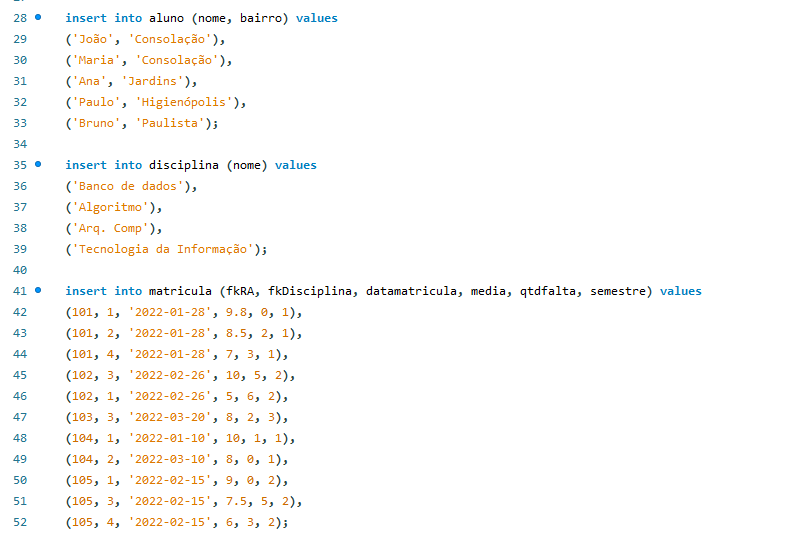 28 insert into aluno (nome, bairro) values
29 ('João', 'Consolação'),
30 ('Maria', 'Consolação'),
31 ('Ana', 'Jardins'),
32 ('Paulo', 'Higienópolis'),
33 ('Bruno', 'Paulista');
34
35 insert into disciplina (nome) values
36 ('Banco de dados'),
37 ('Algoritmo'),
38 ('Arq. Comp'),
39 ('Tecnologia da Informação');
40
41 insert into matricula (fkRA, fkDisciplina, datamatricula, media, qtdfalta, semestre) values
42 (101, 1, '2022-01-28', 9.8, 0, 1),
43 (101, 2, '2022-01-28', 8.5, 2, 1),
44 (101, 4, '2022-01-28', 7, 3, 1),
45 (102, 3, '2022-02-26', 10, 5, 2),
46 (102, 1, '2022-02-26', 5, 6, 2),
47 (103, 3, '2022-03-20', 8, 2, 3),
48 (104, 1, '2022-01-10', 10, 1, 1),
49 (104, 2, '2022-03-10', 8, 0, 1),
50 (105, 1, '2022-02-15', 9, 0, 2),
51 (105, 3, '2022-02-15', 7.5, 5, 2),
52 (105, 4, '2022-02-15', 6, 3, 2);